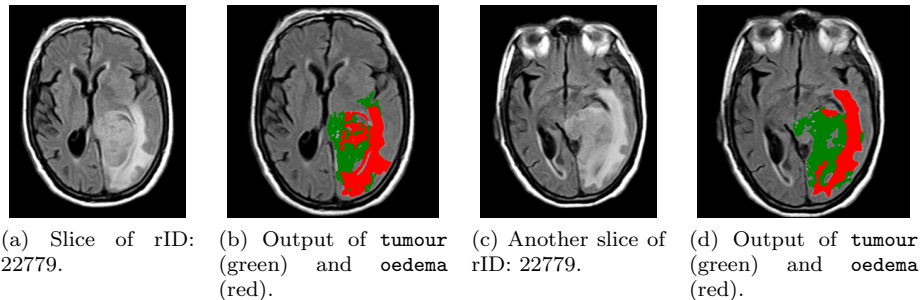 (a) Slice of rID:
22779.
(b) Output of tumour
(green) and oedema
(red).
(c) Another slice of
rID: 22779.
(d) Output of tumour
(green) and oedema
(red).